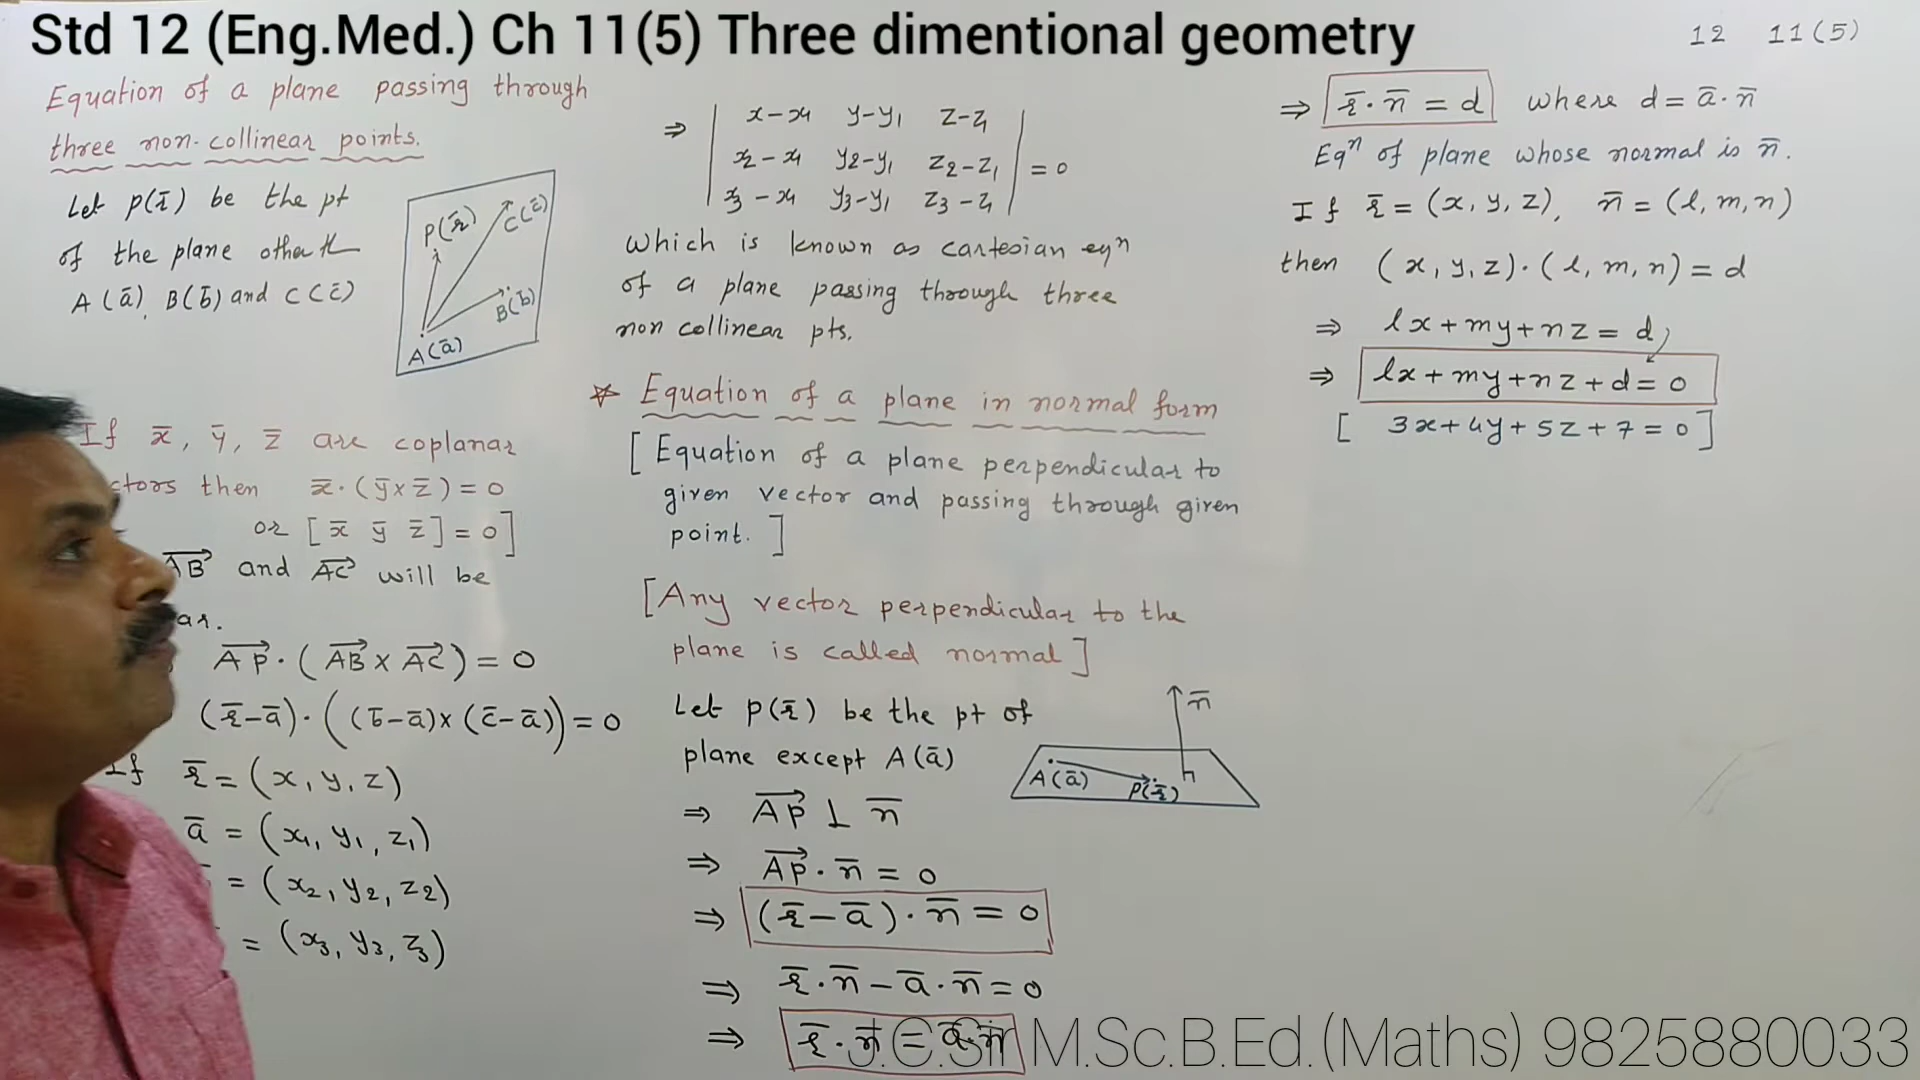 Std 12 (Eng.Med.) Ch 11(5) Three dimentional geometry
12 11(5)
Equation of a plane passing through
three non-collinear points.
Let p(r̄) be the pt
of the plane other th
A(ā), B(b̄) and C(c̄)
P(r̄)
C(c̄)
B(b̄)
A(ā)
If x̄, ȳ, z̄ are coplanar
ctors then x̄·(ȳ×z̄)=0
or [x̄ ȳ z̄]=0]
AB⃗ and AC⃗ will be
ar.
AP⃗·(AB⃗×AC⃗)=0
(r̄-ā)·((b̄-ā)×(c̄-ā))=0
If r̄=(x,y,z)
ā=(x₁,y₁,z₁)
=(x₂,y₂,z₂)
=(x₃,y₃,z₃)
⇒ | x-x₁ y-y₁ z-z₁ |
| x₂-x₁ y₂-y₁ z₂-z₁ | = 0
| x₃-x₁ y₃-y₁ z₃-z₁ |
which is known as cartesian eqⁿ
of a plane passing through three
non collinear pts.
* Equation of a plane in normal form
[Equation of a plane perpendicular to
given vector and passing through given
point.]
[Any vector perpendicular to the
plane is called normal]
Let p(r̄) be the pt of
plane except A(ā)
n̄
A(ā)
P(r̄)
⇒ AP⃗ ⊥ n̄
⇒ AP⃗·n̄=0
⇒ (r̄-ā)·n̄=0
⇒ r̄·n̄-ā·n̄=0
⇒ r̄·n̄=ā·n̄
⇒ r̄·n̄=d where d=ā·n̄
Eqⁿ of plane whose normal is n̄.
If r̄=(x,y,z), n̄=(l,m,n)
then (x,y,z)·(l,m,n)=d
⇒ lx+my+nz=d
⇒ lx+my+nz+d=0
[3x+4y+5z+7=0]
J.C.Sir M.Sc.B.Ed.(Maths) 9825880033